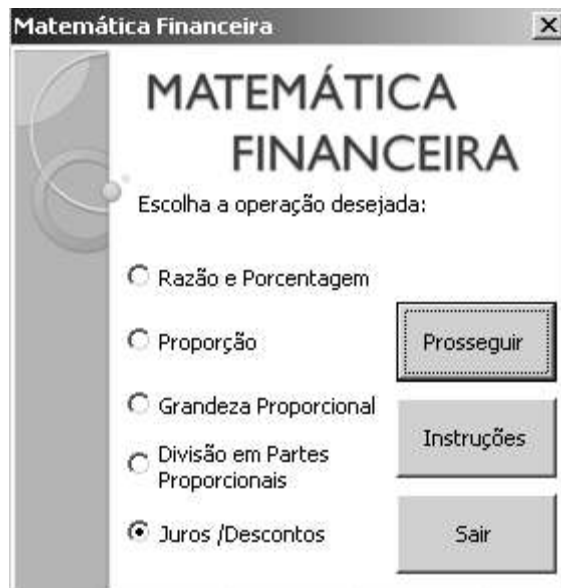 Matemática Financeira
MATEMÁTICA
FINANCEIRA
Escolha a operação desejada:
Razão e Porcentagem
Proporção
Prosseguir
Grandeza Proporcional
Instruções
Divisão em Partes
Proporcionais
Juros /Descontos
Sair